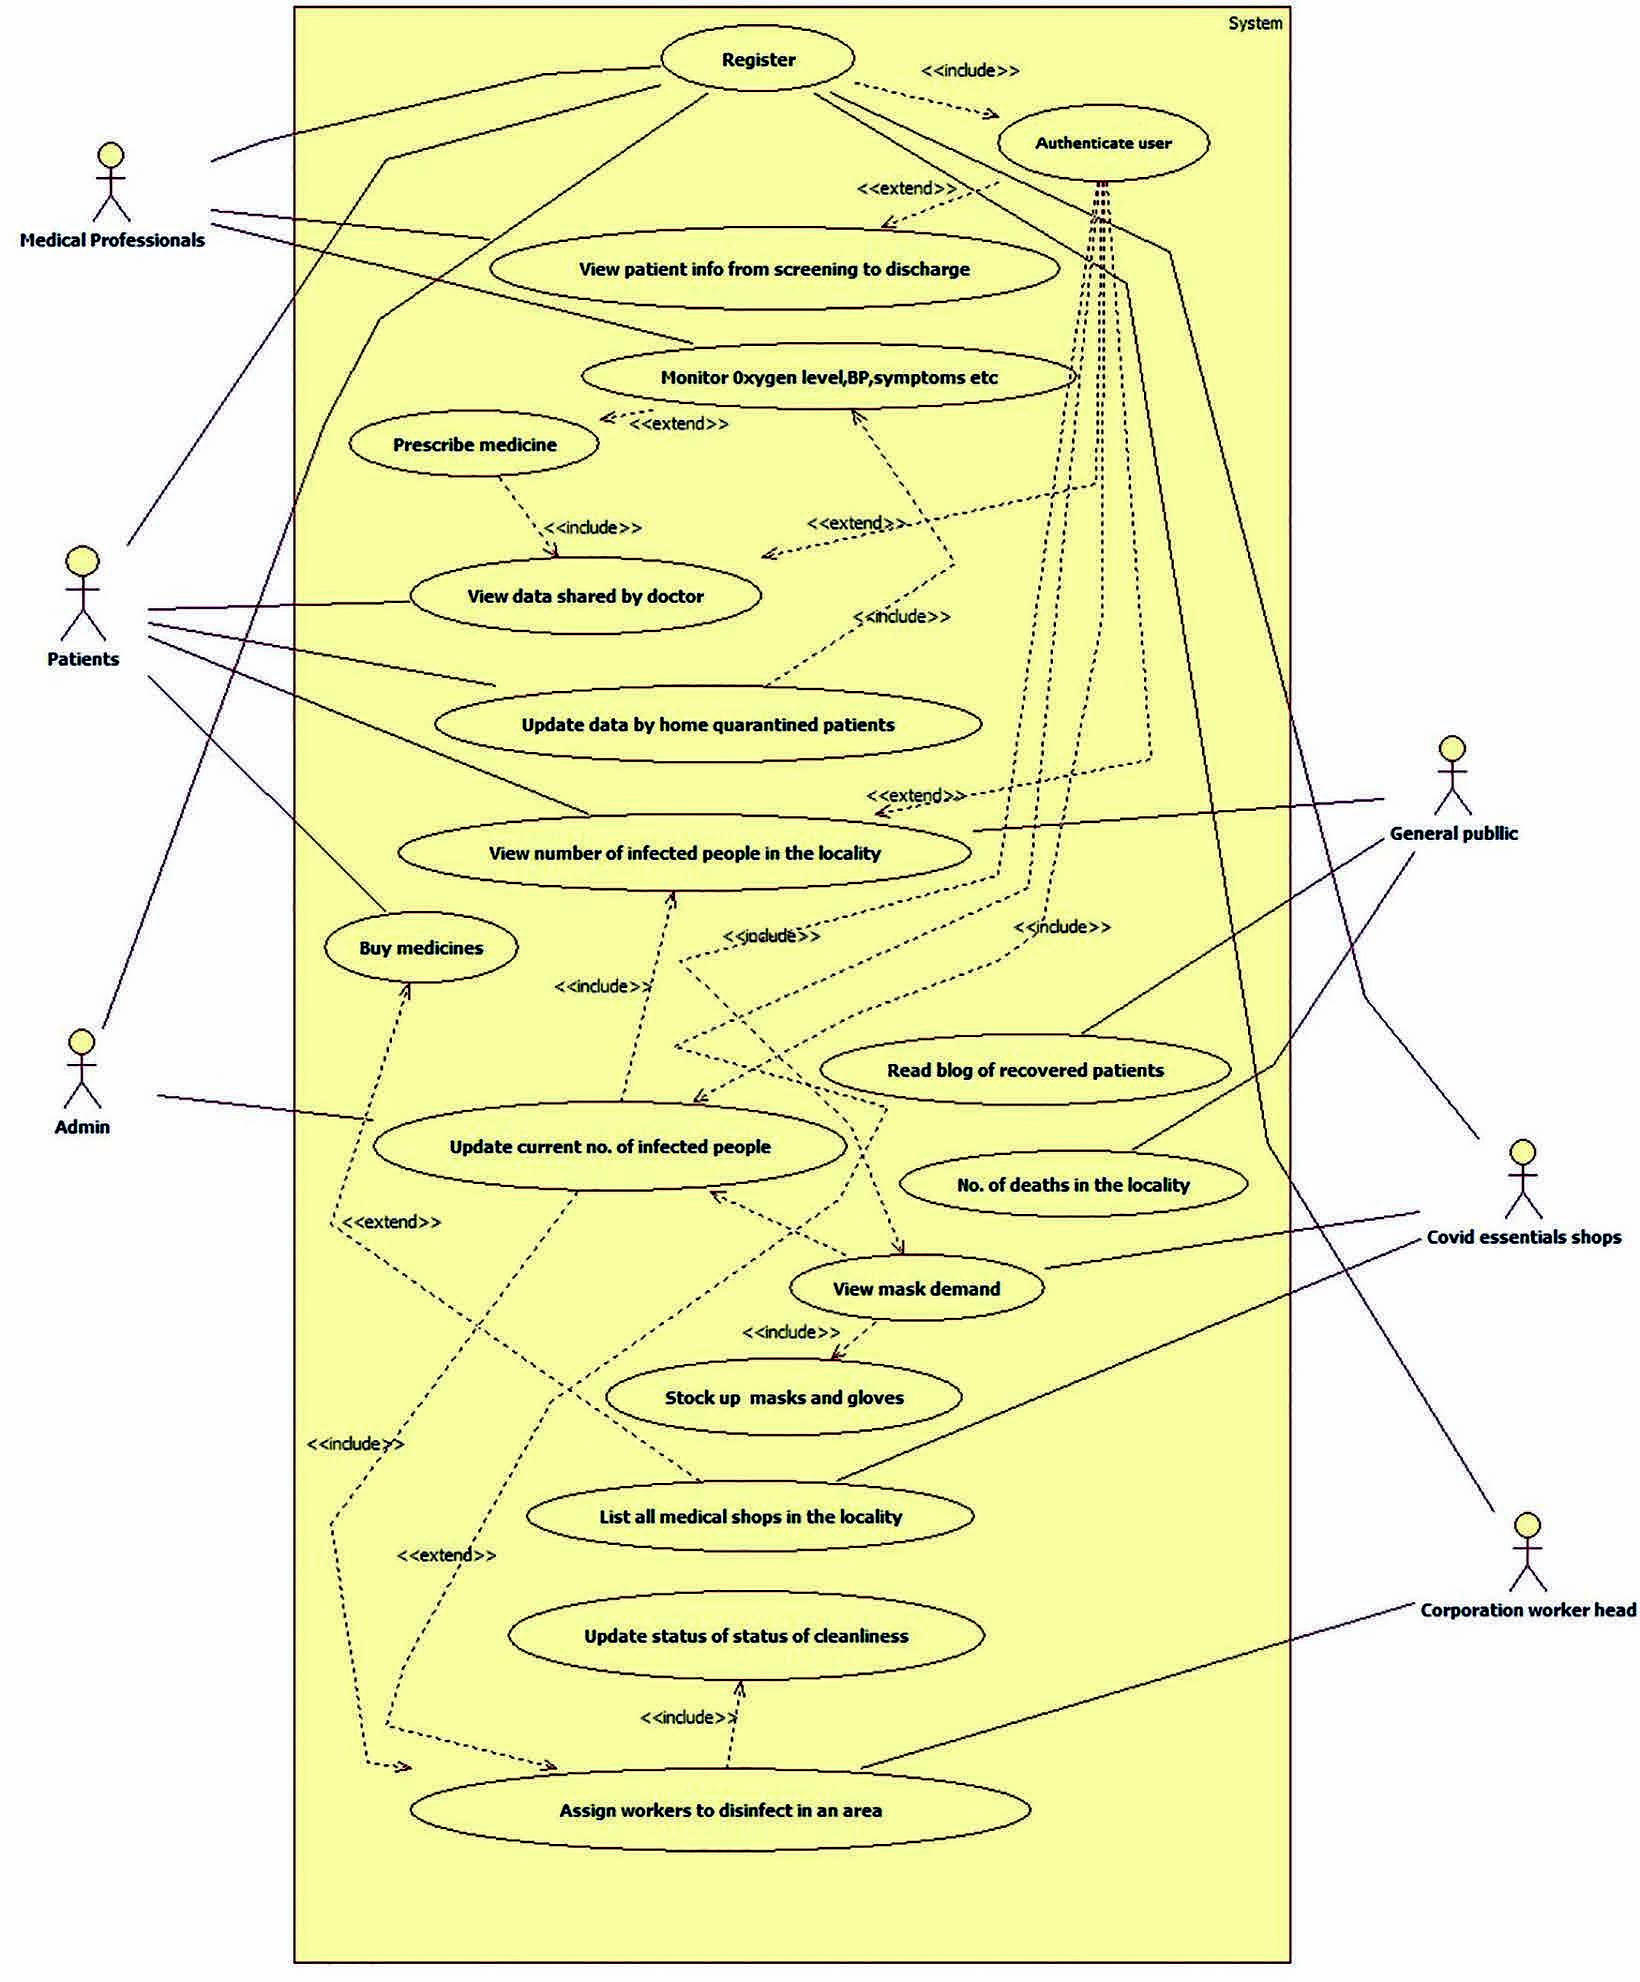 System
Register
<<include>>
Authenticate user
<<extend>>
Medical Professionals
View patient info from screening to discharge
Monitor 0xygen level,BP,symptoms etc
<<extend>>
Prescribe medicine
<<extend>>
<<include>>
View data shared by doctor
<<include>>
Patients
Update data by home quarantined patients
<<extend>>
General publlic
View number of infected people in the locality
<<include>>
<<include>>
Buy medicines
<<include>>
Read blog of recovered patients
Admin
Update current no. of infected people
No. of deaths in the locality
<<extend>>
Covid essentials shops
View mask demand
<<include>>
Stock up masks and gloves
<<include>>
List all medical shops in the locality
<<extend>>
Corporation worker head
Update status of status of cleanliness
<<include>>
Assign workers to disinfect in an area